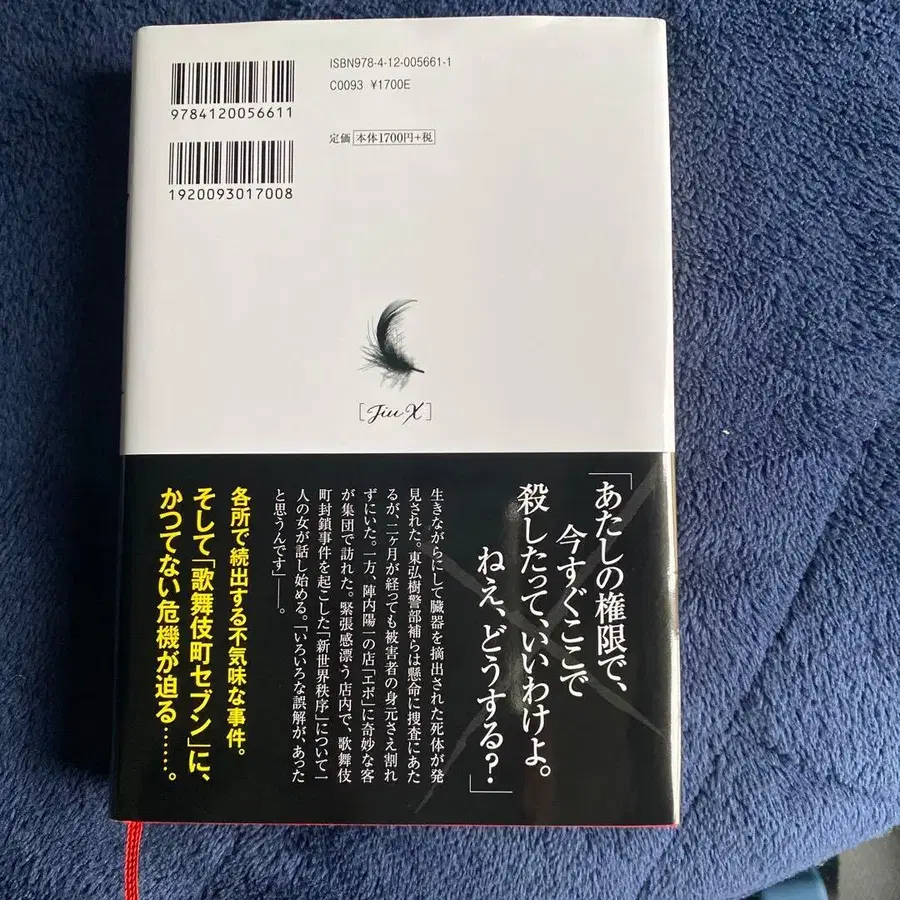 ISBN978-4-12-005661-1
C0093 ¥1700E
9784120056611
定価 本体1700円+税
1920093017008
[Jiu X]
「あたしの権限で、
今すぐここで
殺したって、いいわけよ。
ねえ、どうする?」
生きながらにして臓器を摘出された死体が発
見された。東弘樹警部補らは懸命に捜査にあた
るが、二ヶ月が経っても被害者の身元さえ割れ
ずにいた。一方、陣内陽一の店「エポ」に奇妙な客
が集団で訪れた。緊張感漂う店内で、歌舞伎
町封鎖事件を起こした「新世界秩序」について一
人の女が話し始める。「いろいろな誤解が、あった
と思うんです」――。
各所で続出する不気味な事件。
そして「歌舞伎町セブン」に、
かつてない危機が迫る……。